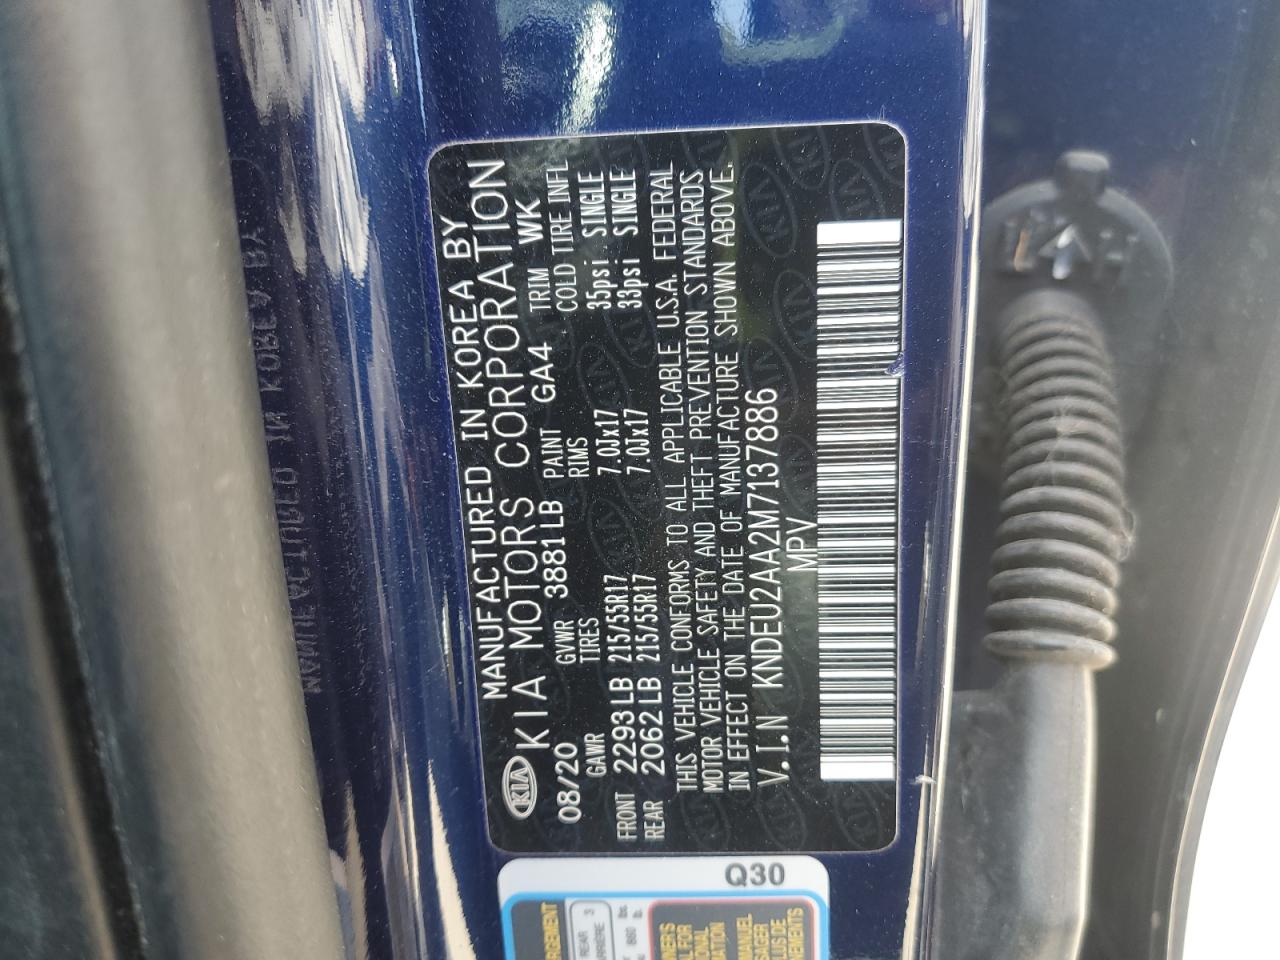 MANUFACTURED IN KOREA BY
KIA KIA MOTORS CORPORATION
08/20 GVWR 3881LB PAINT GA4 TRIM WK
GAWR TIRES RIMS COLD TIRE INFL
FRONT 2293LB 215/55R17 7.0Jx17 35psi SINGLE
REAR 2062LB 215/55R17 7.0Jx17 33psi SINGLE
THIS VEHICLE CONFORMS TO ALL APPLICABLE U.S.A. FEDERAL
MOTOR VEHICLE SAFETY AND THEFT PREVENTION STANDARDS
IN EFFECT ON THE DATE OF MANUFACTURE SHOWN ABOVE.
V.I.N KNDEU2AA2M7137886
MPV
Q30
REAR 3